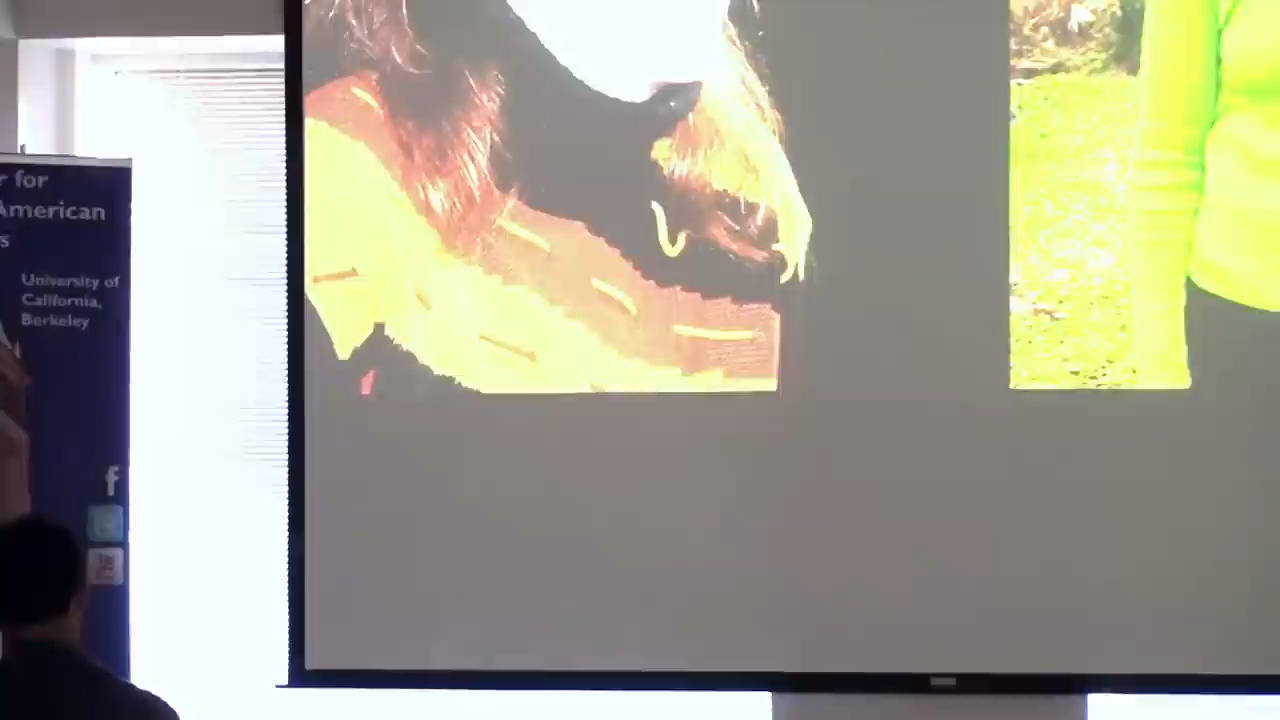 r for
American
s
University of
California,
Berkeley
f